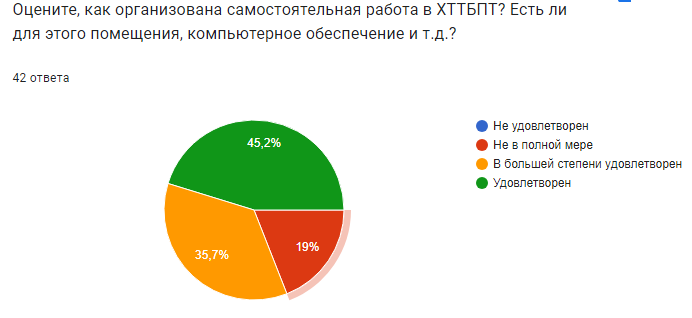 Оцените, как организована самостоятельная работа в ХТТБПТ? Есть ли
для этого помещения, компьютерное обеспечение и т.д.?
42 ответа
45,2%
35,7%
19%
Не удовлетворен
Не в полной мере
В большей степени удовлетворен
Удовлетворен